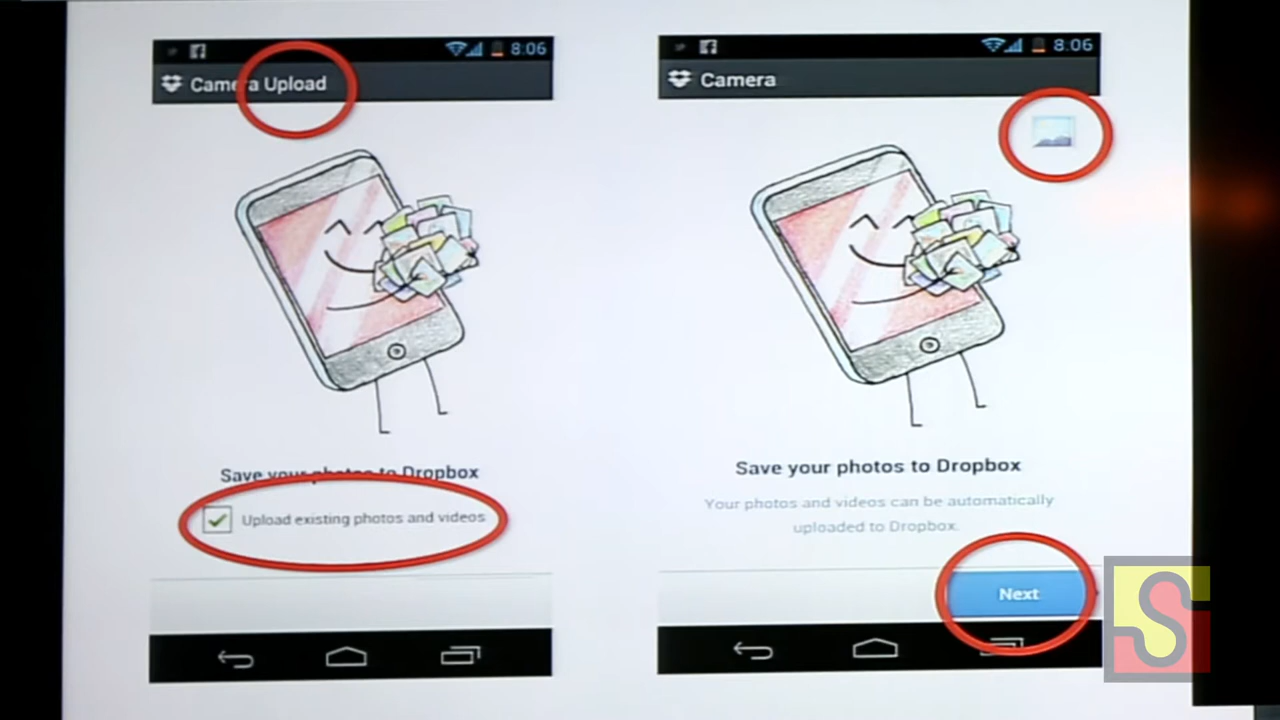 8:06
Camera Upload
Save your photos to Dropbox
Upload existing photos and videos
8:06
Camera
Save your photos to Dropbox
Your photos and videos can be automatically
uploaded to Dropbox.
Next